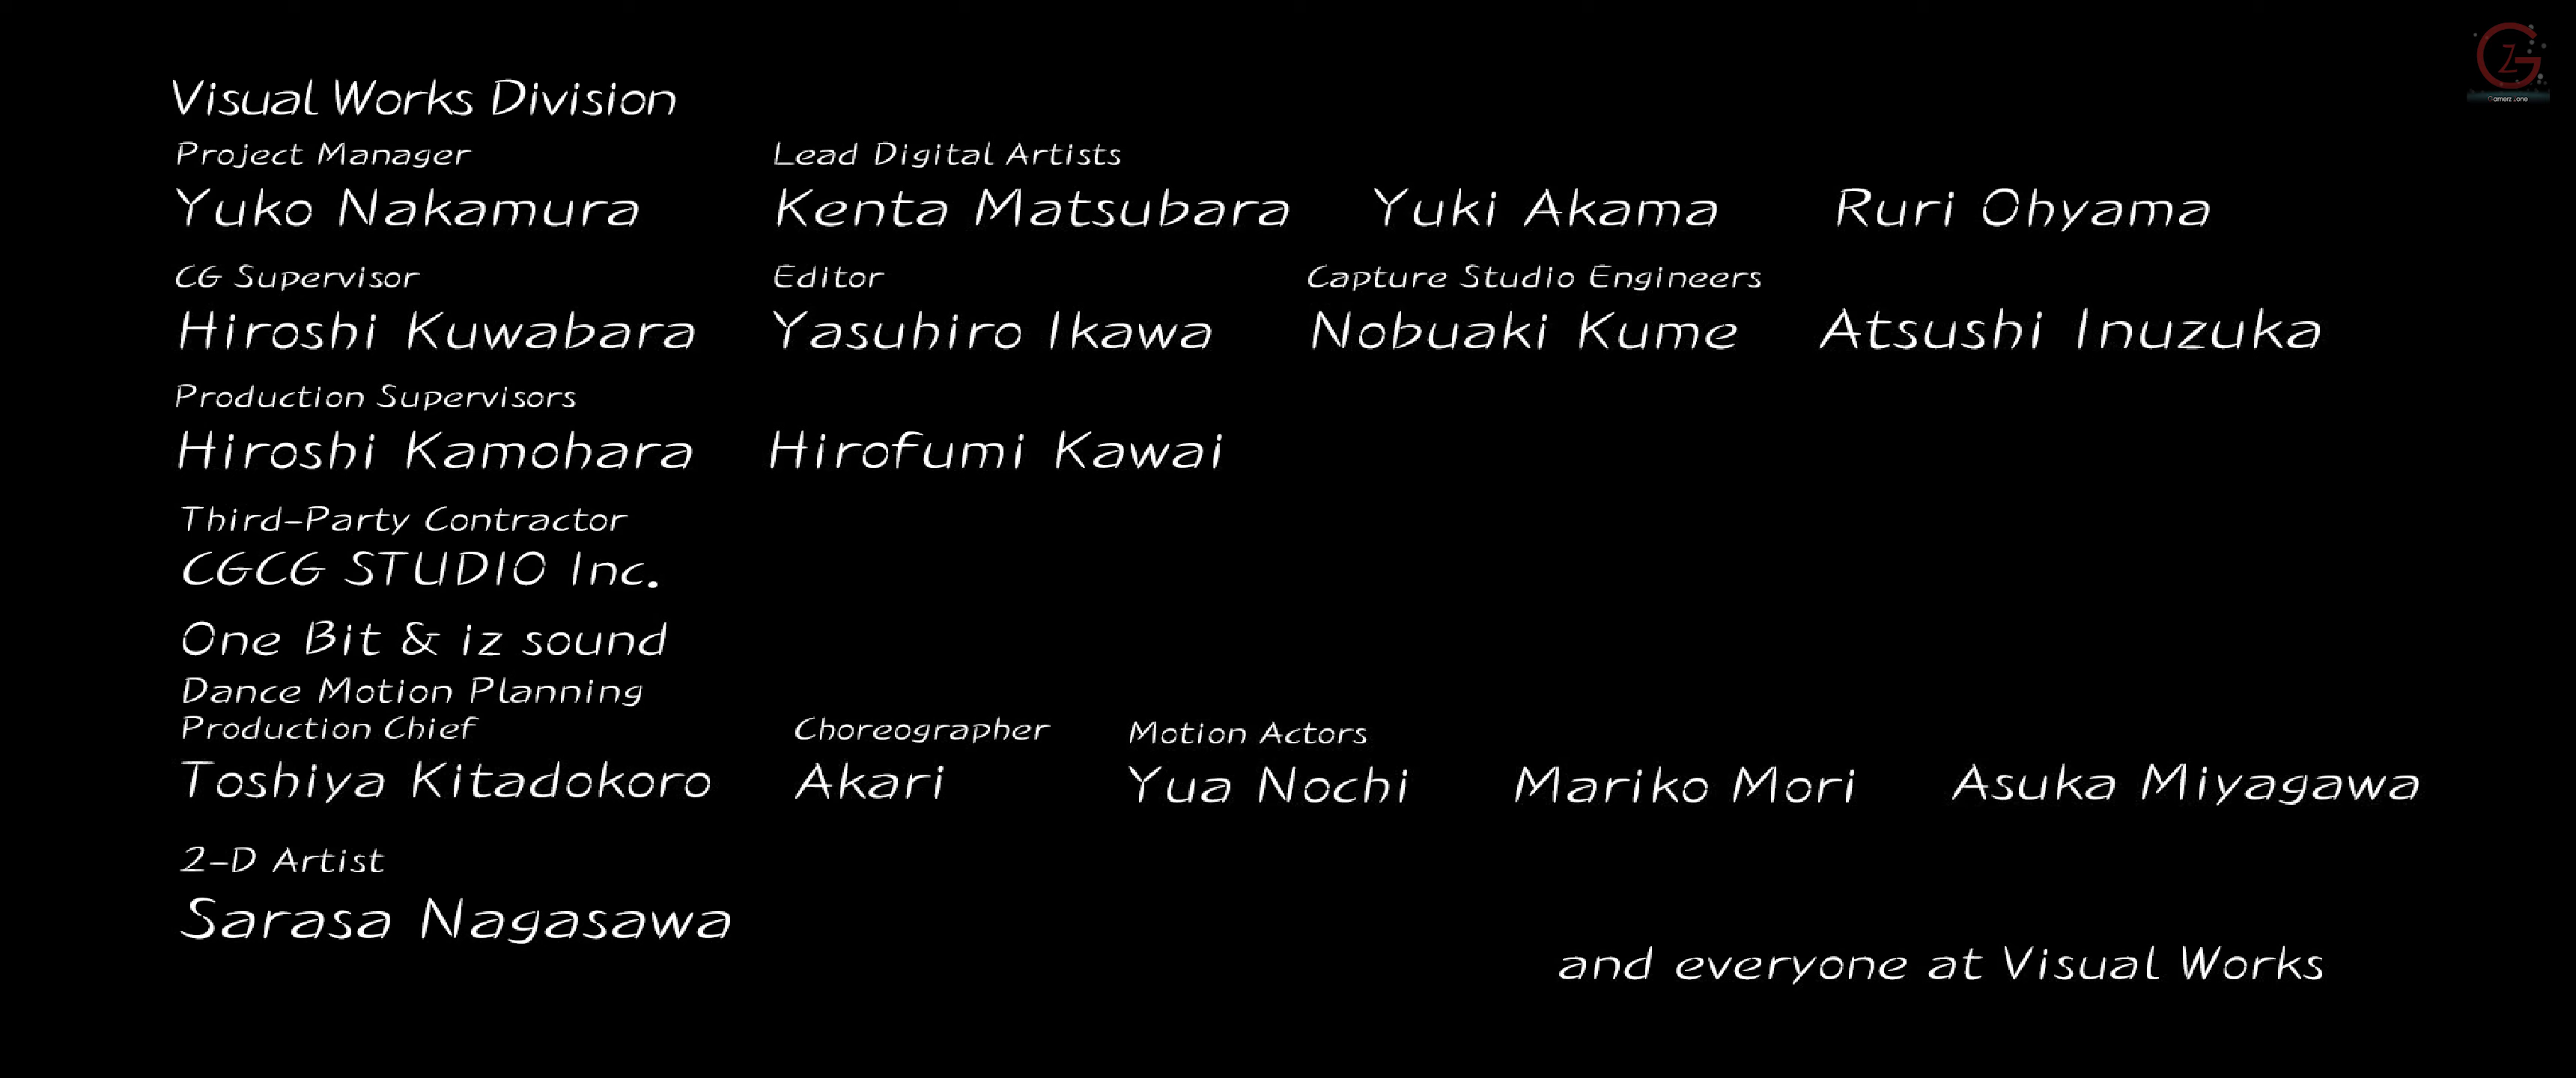 Visual Works Division
Project Manager Lead Digital Artists
Yuko Nakamura Kenta Matsubara Yuki Akama Ruri Ohyama
CG Supervisor Editor Capture Studio Engineers
Hiroshi Kuwabara Yasuhiro Ikawa Nobuaki Kume Atsushi Inuzuka
Production Supervisors
Hiroshi Kamohara Hirofumi Kawai
Third-Party Contractor
CGCG STUDIO Inc.
One Bit & iz sound
Dance Motion Planning
Production Chief Choreographer Motion Actors
Toshiya Kitadokoro Akari Yua Nochi Mariko Mori Asuka Miyagawa
2-D Artist
Sarasa Nagasawa
and everyone at Visual Works